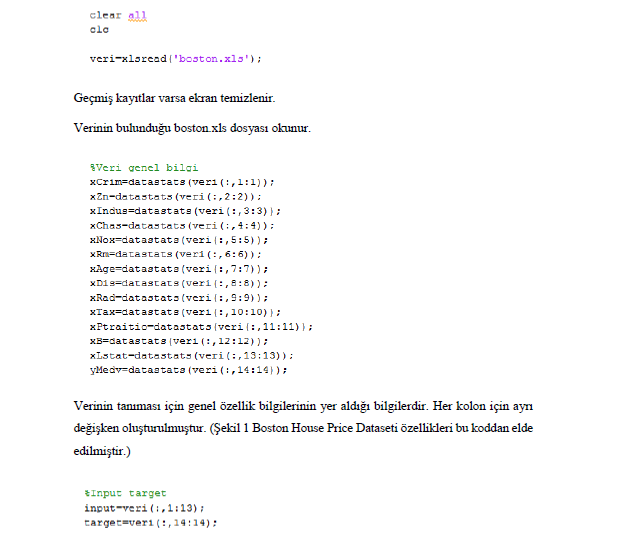 clear all
clc
veri=xlsread('boston.xls');
Geçmiş kayıtlar varsa ekran temizlenir.
Verinin bulunduğu boston.xls dosyası okunur.
%Veri genel bilgi
xCrim=datastats(veri(:,1:1));
xZn=datastats(veri(:,2:2));
xIndus=datastats(veri(:,3:3));
xChas=datastats(veri(:,4:4));
xNox=datastats(veri(:,5:5));
xRm=datastats(veri(:,6:6));
xAge=datastats(veri(:,7:7));
xDis=datastats(veri(:,8:8));
xRad=datastats(veri(:,9:9));
xTax=datastats(veri(:,10:10));
xPtraitio=datastats(veri(:,11:11));
xB=datastats(veri(:,12:12));
xLstat=datastats(veri(:,13:13));
yMedv=datastats(veri(:,14:14));
Verinin tanıması için genel özellik bilgilerinin yer aldığı bilgilerdir. Her kolon için ayrı
değişken oluşturulmuştur. (Şekil 1 Boston House Price Dataseti özellikleri bu koddan elde
edilmiştir.)
%Input target
input=veri(:,1:13);
target=veri(:,14:14);